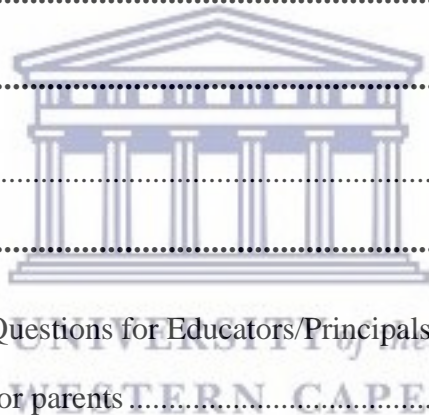 ................................................
................................................
................................................
................................................
Questions for Educators/Principals
UNIVERSITY of the
or parents ................................
WESTERN CAPE